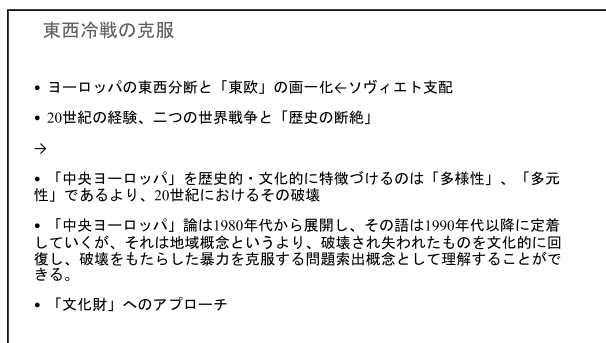 東西冷戦の克服
• ヨーロッパの東西分断と「東欧」の画一化←ソヴィエト支配
• 20世紀の経験、二つの世界戦争と「歴史の断絶」
→
• 「中央ヨーロッパ」を歴史的・文化的に特徴づけるのは「多様性」、「多元
性」であるより、20世紀におけるその破壊
• 「中央ヨーロッパ」論は1980年代から展開し、その語は1990年代以降に定着
していくが、それは地域概念というより、破壊され失われたものを文化的に回
復し、破壊をもたらした暴力を克服する問題索出概念として理解することがで
きる。
• 「文化財」へのアプローチ